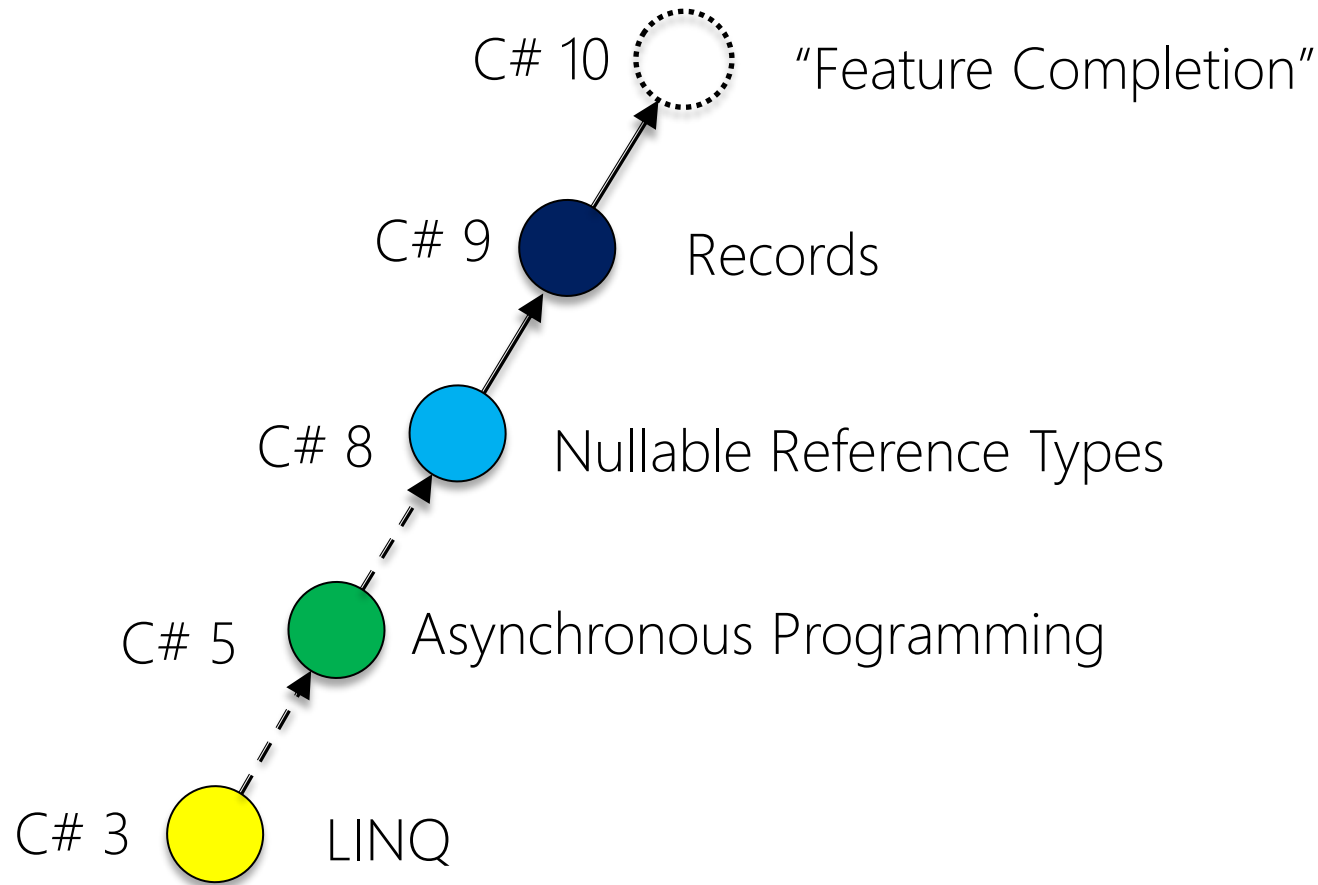 C# 10 “Feature Completion”
C# 9 Records
C# 8 Nullable Reference Types
C# 5 Asynchronous Programming
C# 3 LINQ